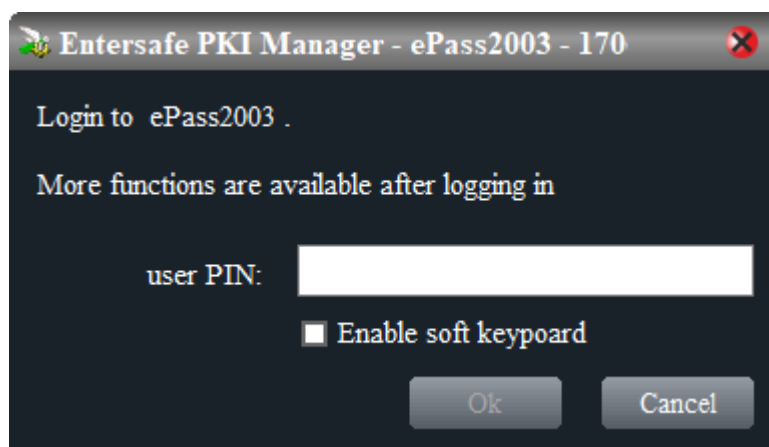 Entersafe PKI Manager - ePass2003 - 170
Login to ePass2003 .
More functions are available after logging in
user PIN:
Enable soft keypoard
Ok
Cancel